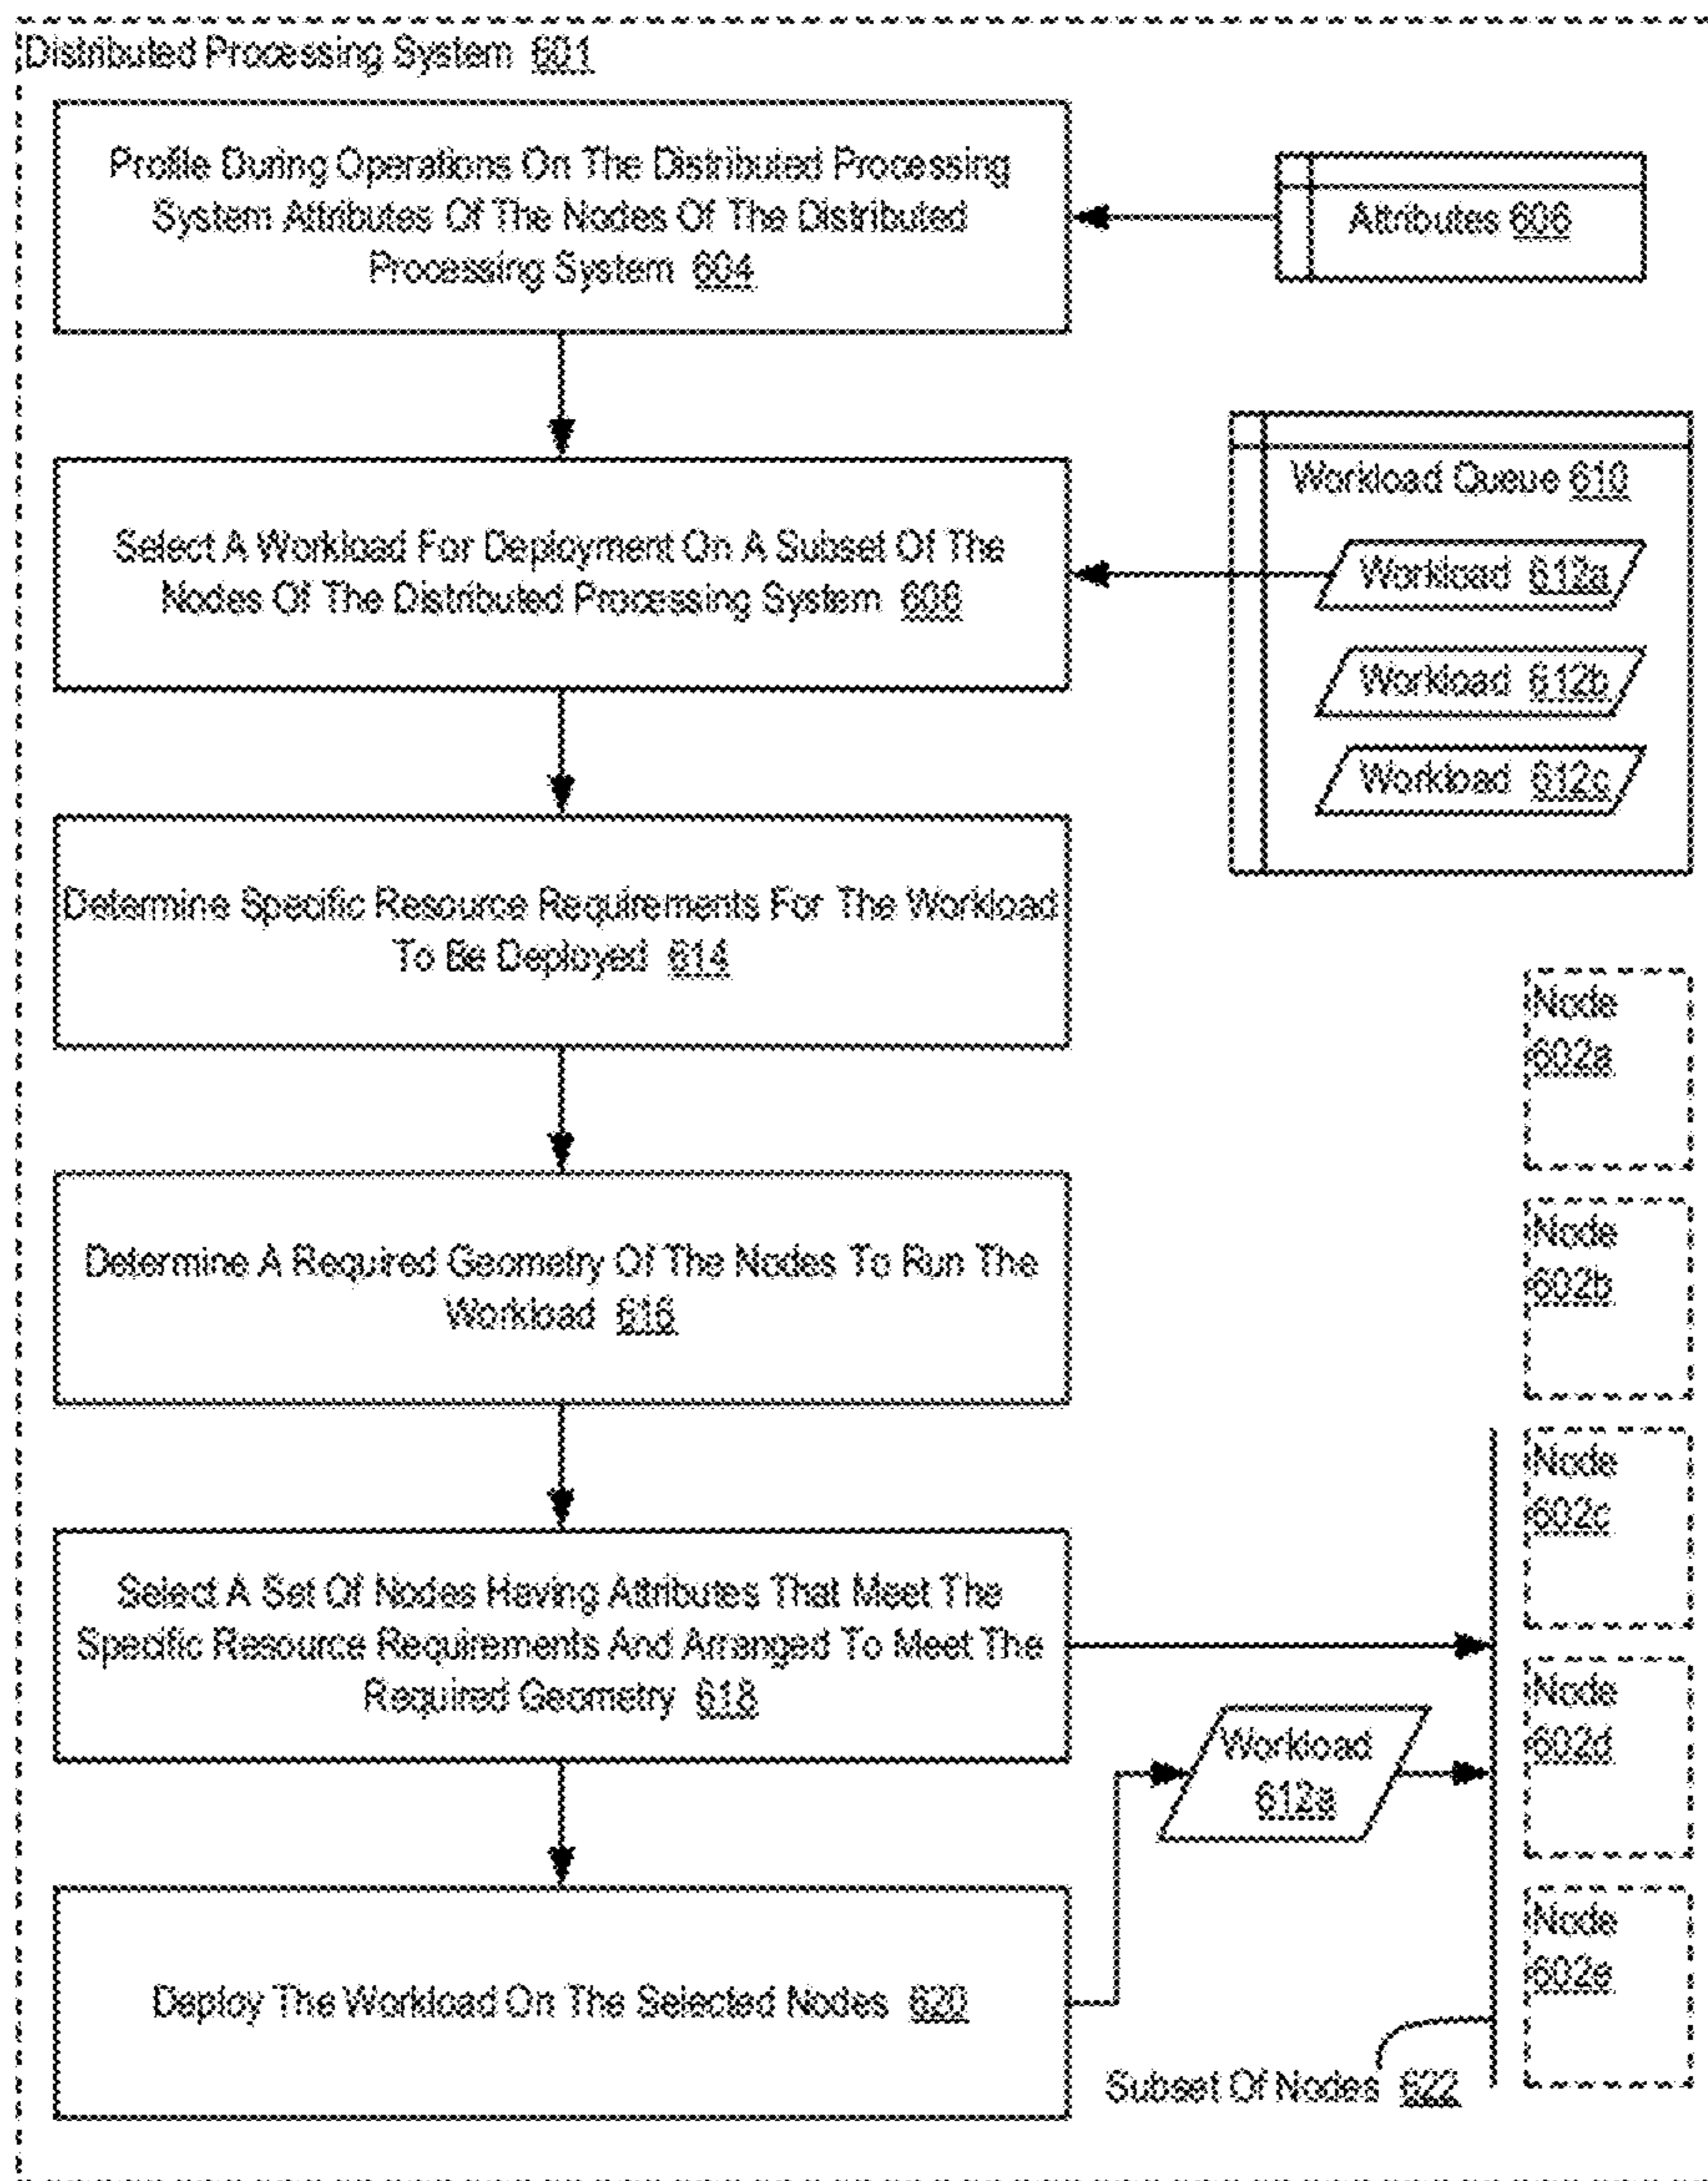 Distributed Processing System 601
Profile During Operations On The Distributed Processing
System Attributes Of The Nodes Of The Distributed
Processing System 604
Attributes 606
Select A Workload For Deployment On A Subset Of The
Nodes Of The Distributed Processing System 608
Workload Queue 610
Workload 612a
Workload 612b
Workload 612c
Determine Specific Resource Requirements For The Workload
To Be Deployed 614
Node
602a
Determine A Required Geometry Of The Nodes To Run The
Workload 616
Node
602b
Node
602c
Select A Set Of Nodes Having Attributes That Meet The
Specific Resource Requirements And Arranged To Meet The
Required Geometry 618
Node
602d
Workload
612a
Deploy The Workload On The Selected Nodes 620
Node
602e
Subset Of Nodes 622